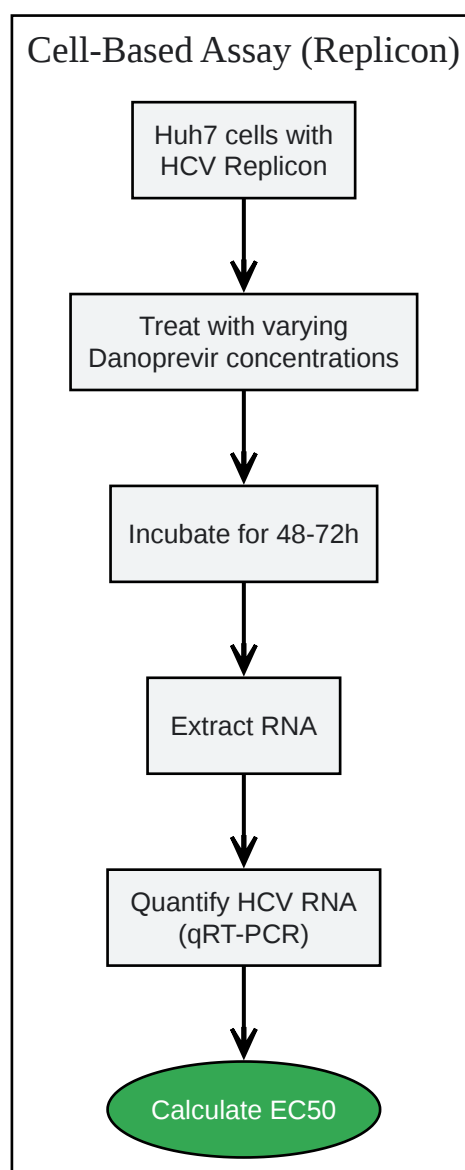 Cell-Based Assay (Replicon)
Huh7 cells with
HCV Replicon
Treat with varying
Danoprevir concentrations
Incubate for 48-72h
Extract RNA
Quantify HCV RNA
(qRT-PCR)
Calculate EC50